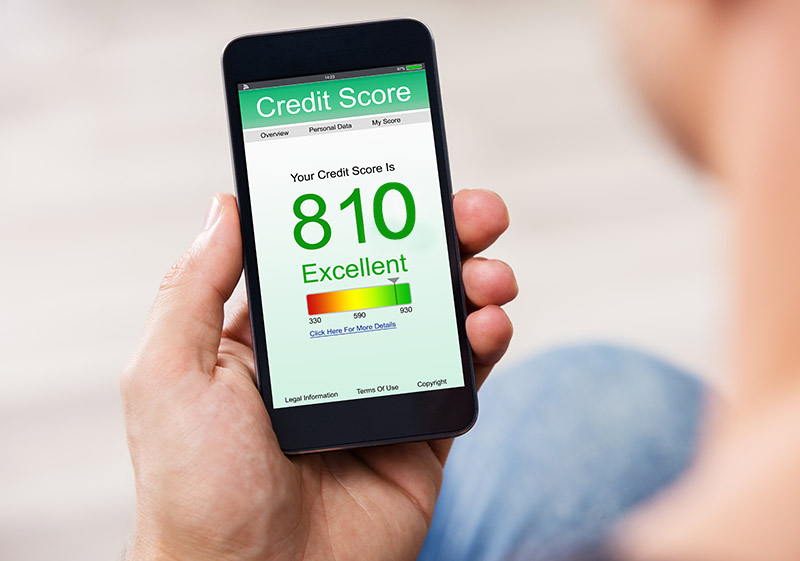 14:23 87%
Credit Score
Overview Personal Data My Score
Your Credit Score Is
810
Excellent
330 590 930
Click Here For More Details
Legal Information Terms Of Use Copyright